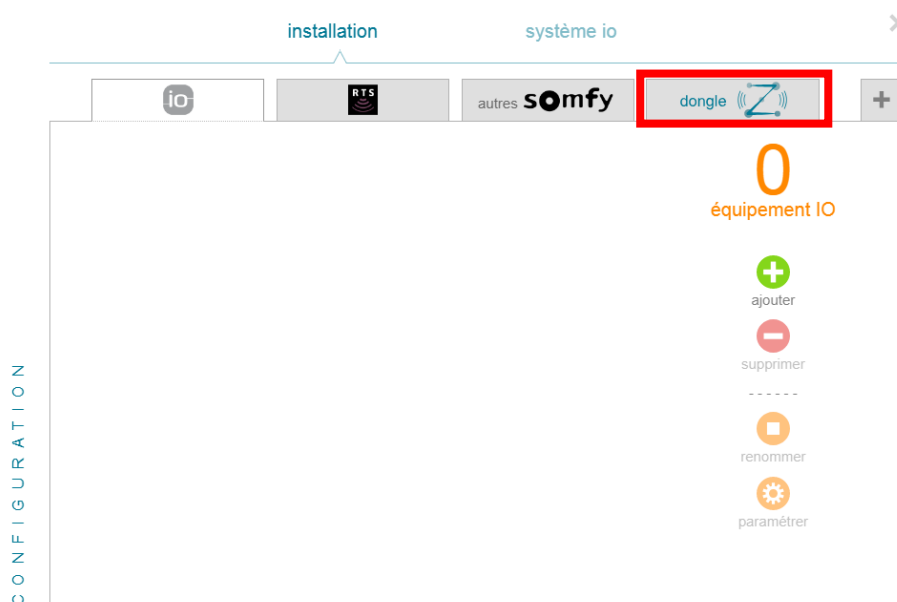 installation
système io
io
RTS
autres somfy
dongle Z
0
équipement IO
ajouter
supprimer
renommer
paramétrer
CONFIGURATION